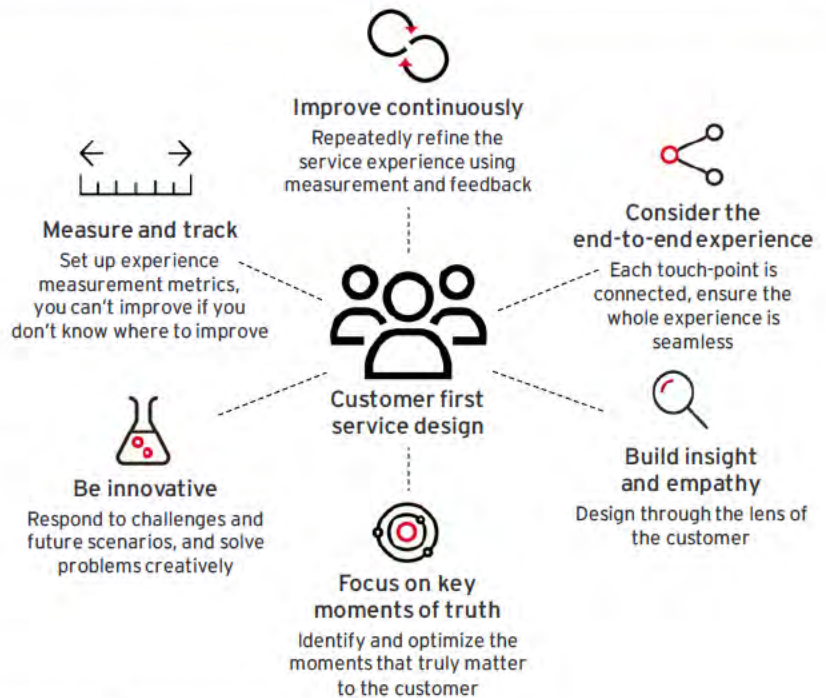 Improve continuously
Repeatedly refine the
service experience using
measurement and feedback
Consider the
end-to-end experience
Each touch-point is
connected, ensure the
whole experience is
seamless
Build insight
and empathy
Design through the lens of
the customer
Focus on key
moments of truth
Identify and optimize the
moments that truly matter
to the customer
Be innovative
Respond to challenges and
future scenarios, and solve
problems creatively
Measure and track
Set up experience
measurement metrics,
you can't improve if you
don't know where to improve
Customer first
service design